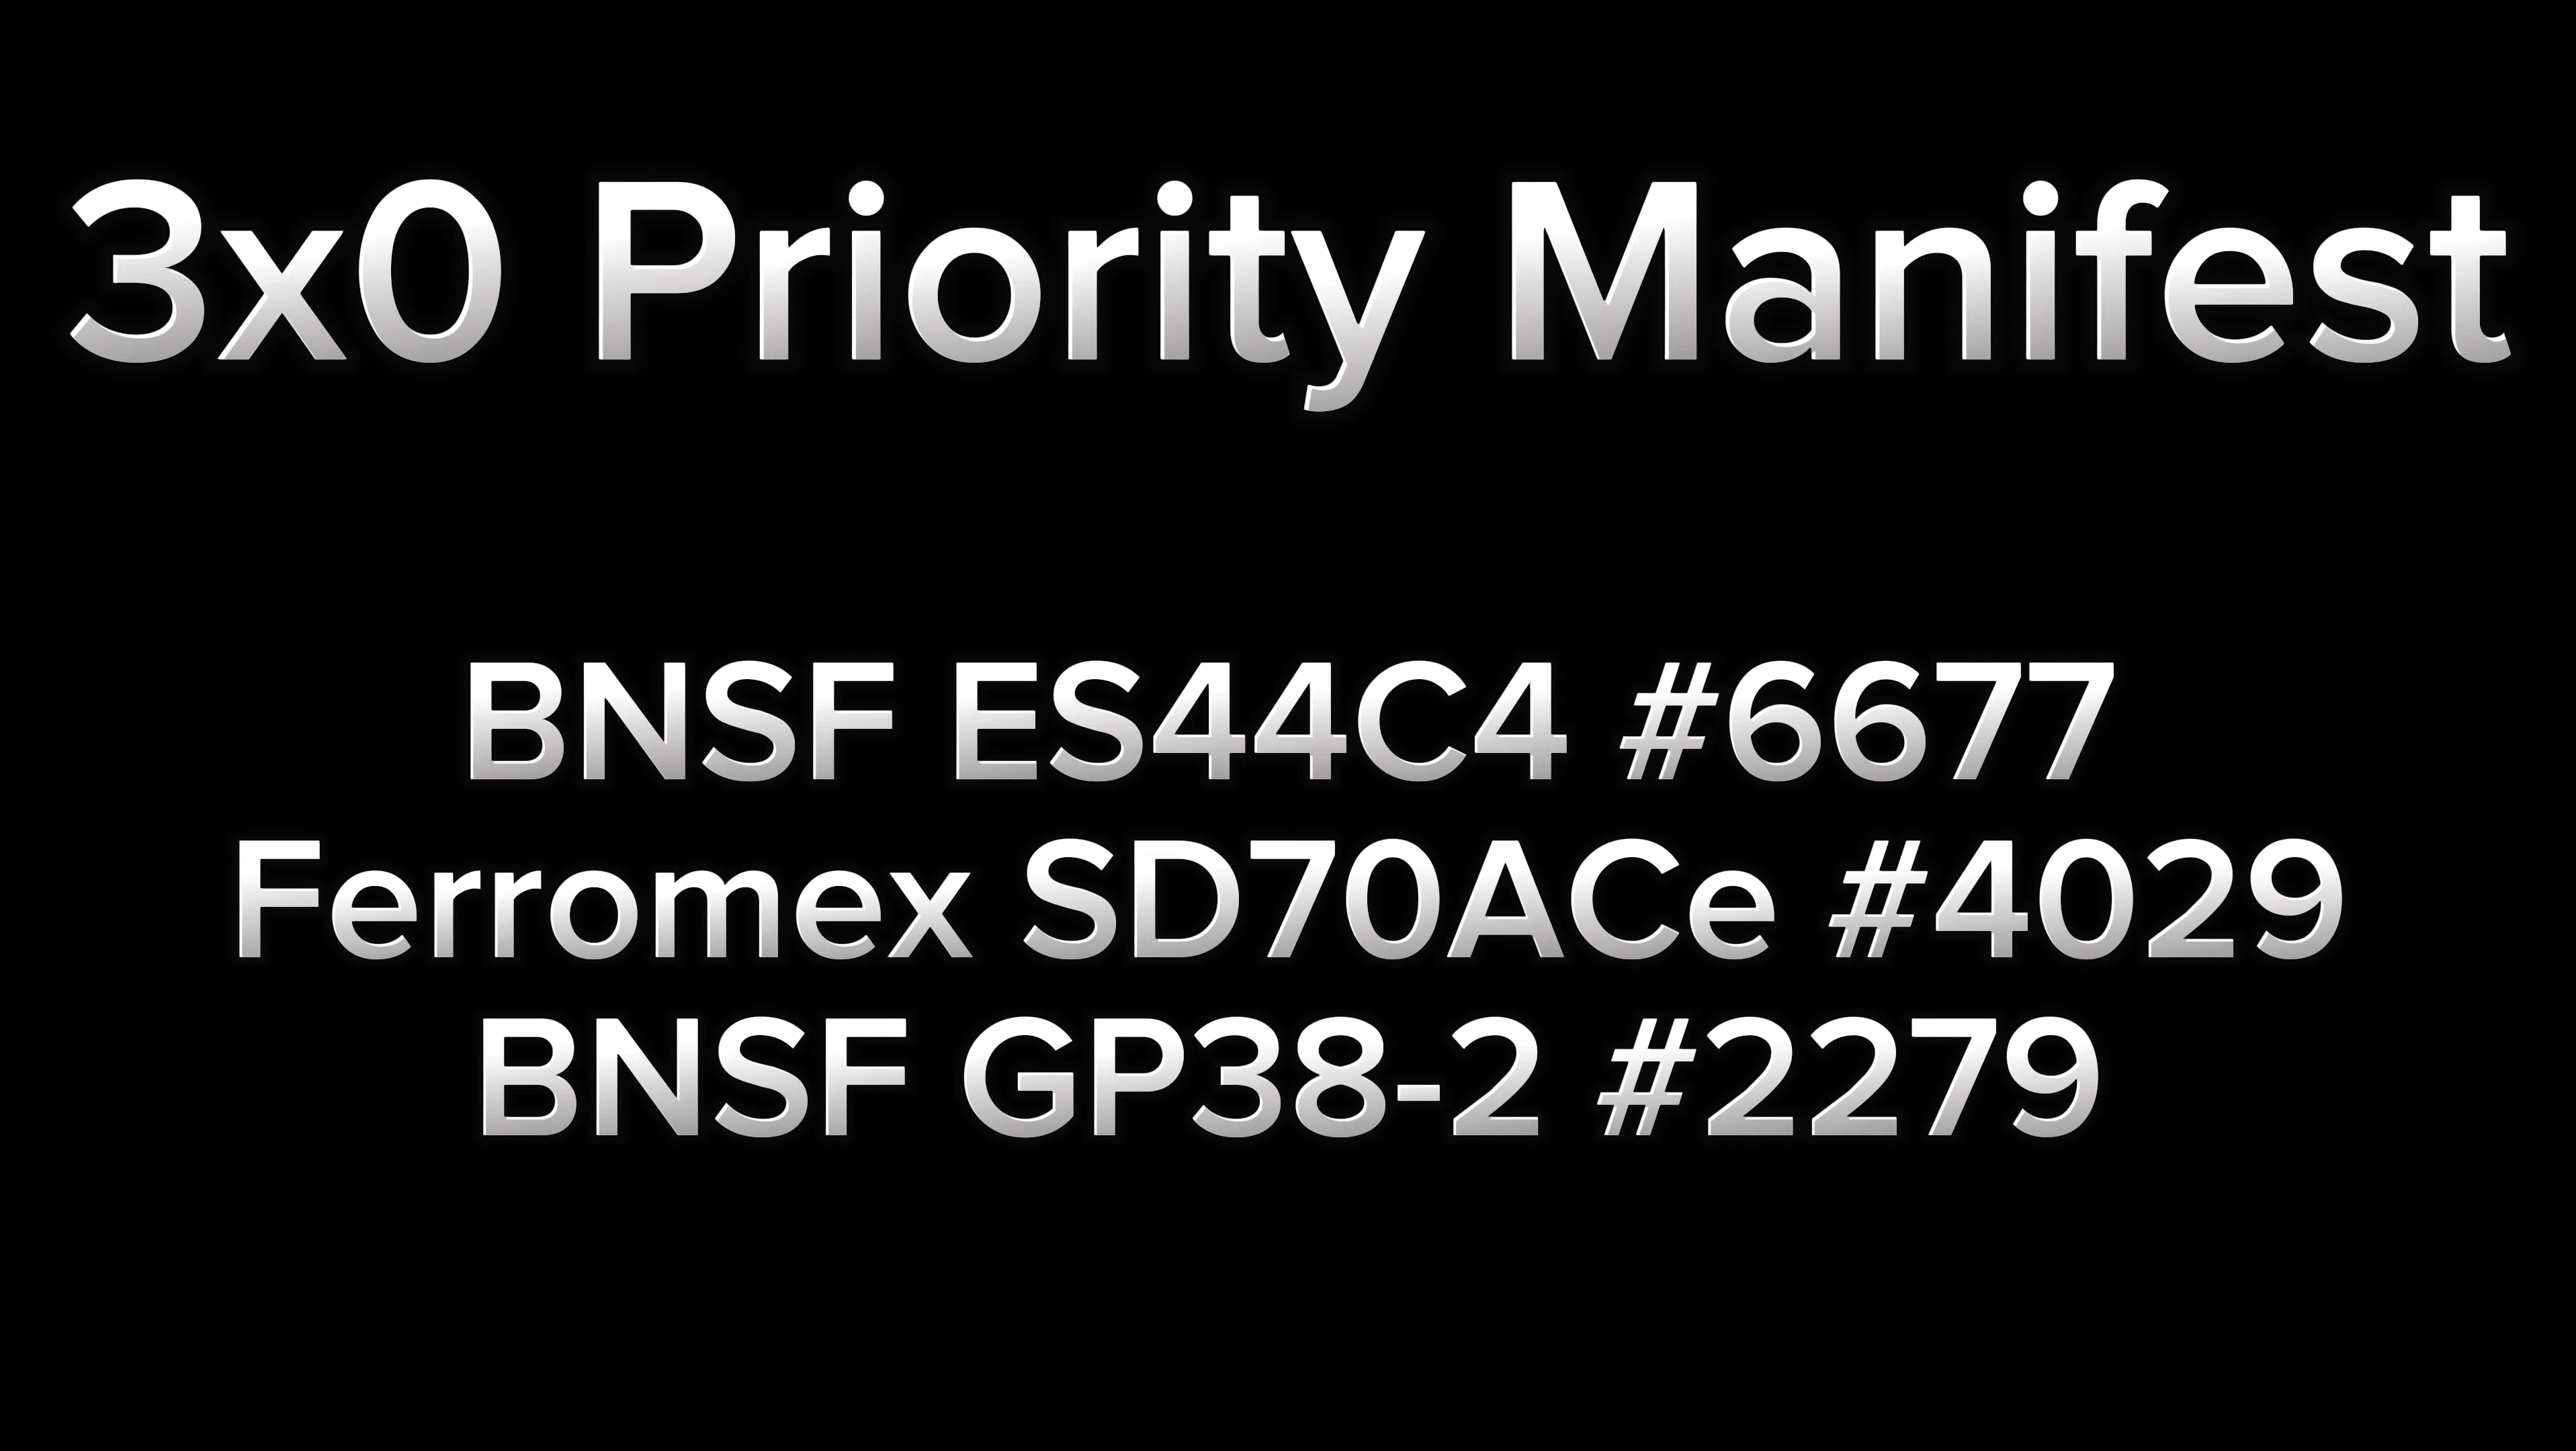 3x0 Priority Manifest
BNSF ES44C4 #6677
Ferromex SD70ACe #4029
BNSF GP38-2 #2279